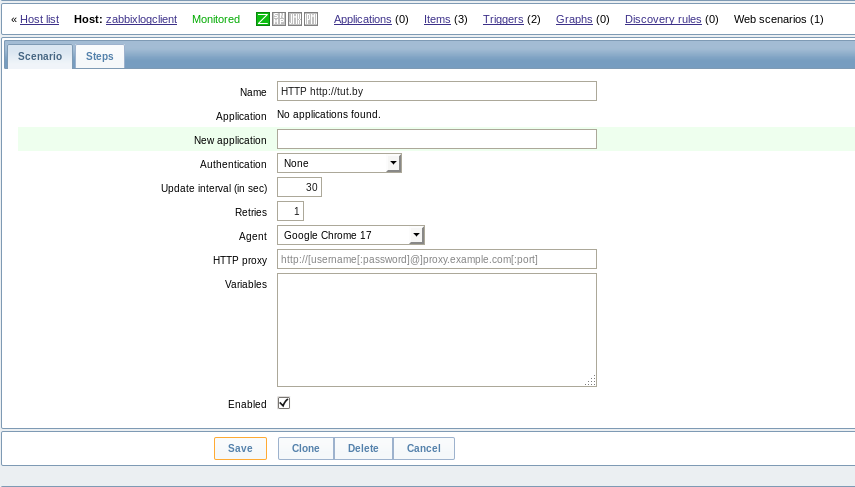 « Host list Host: zabbixlogclient Monitored Z Applications (0) Items (3) Triggers (2) Graphs (0) Discovery rules (0) Web scenarios (1)
Scenario Steps
Name HTTP http://tut.by
Application No applications found.
New application
Authentication None
Update interval (in sec) 30
Retries 1
Agent Google Chrome 17
HTTP proxy http://[username[:password]@]proxy.example.com[:port]
Variables
Enabled
Save Clone Delete Cancel